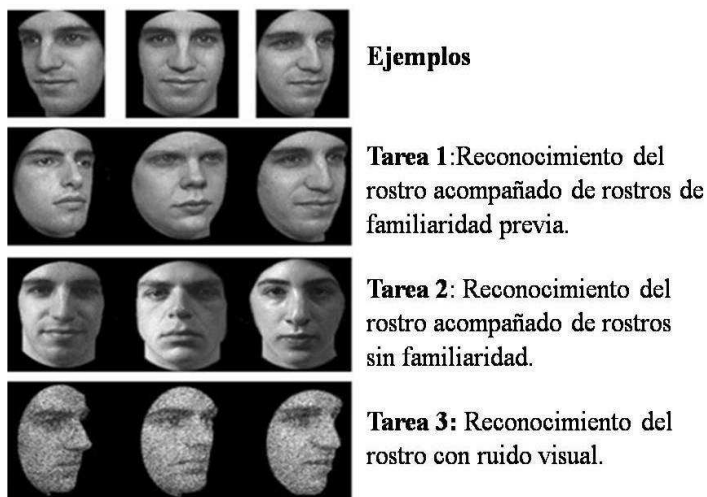 Ejemplos
Tarea 1:Reconocimiento del
rostro acompañado de rostros de
familiaridad previa.
Tarea 2: Reconocimiento del
rostro acompañado de rostros
sin familiaridad.
Tarea 3: Reconocimiento del
rostro con ruido visual.